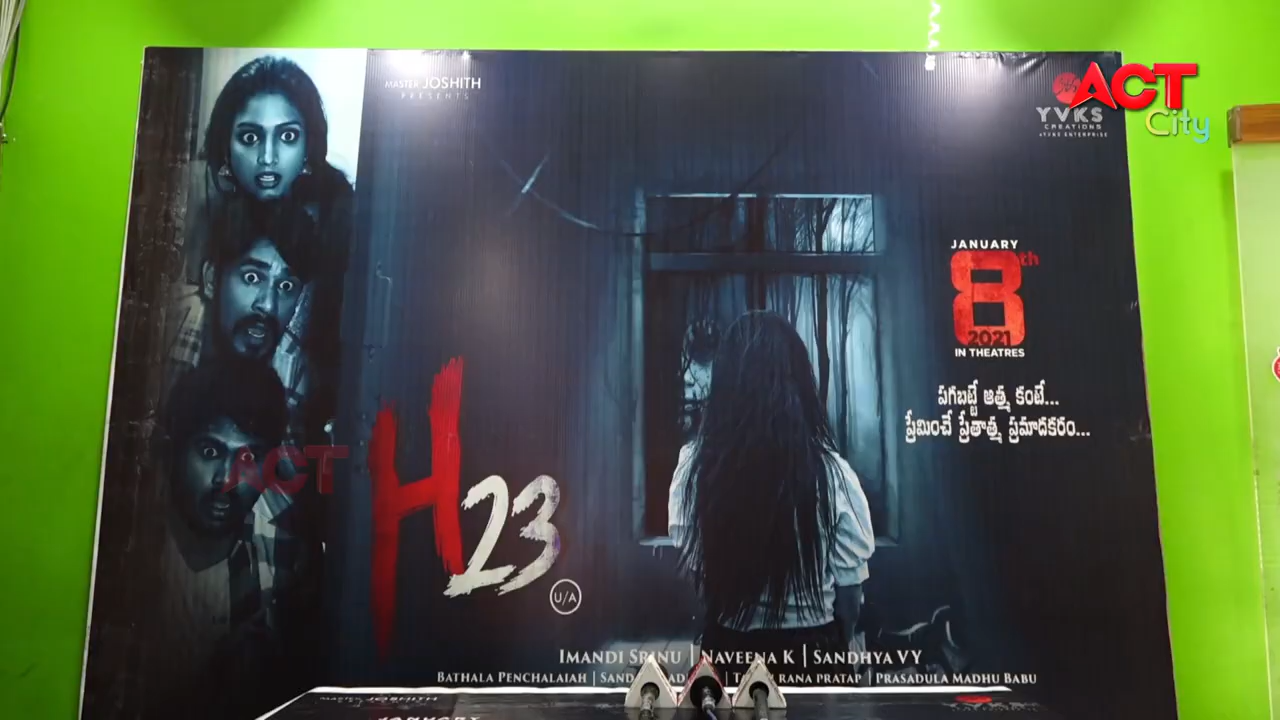 MASTER JOSHITH
PRESENTS
ACT
City
YVKS
CREATIONS
JANUARY
8th
2021
IN THEATRES
పగబట్టే ఆత్మ కంటే...
ప్రేమించే ప్రేతాత్మ ప్రమాదకరం...
ACT
H23
U/A
IMANDI SRINU | NAVEENA K | SANDHYA VY
BATHALA PENCHALAIAH | RANA PRATAP | PRASADULA MADHU BABU